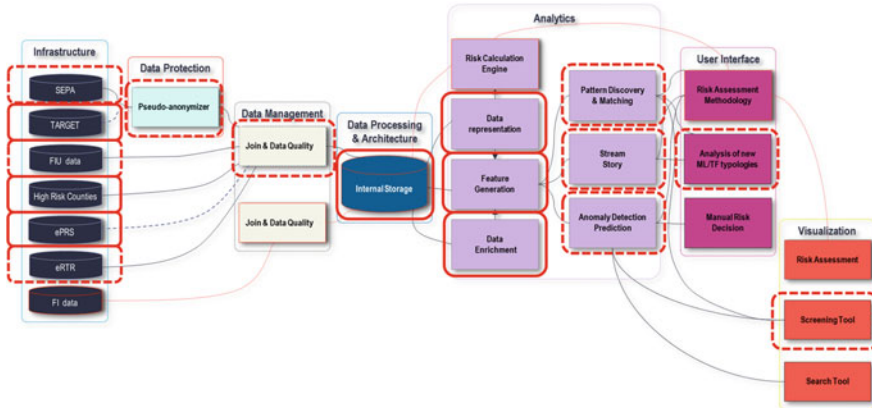 Infrastructure
SEPA
TARGET
FIU data
High Risk Counties
ePRS
eRTR
FI data
Data Protection
Pseudo-anonymizer
Data Management
Join & Data Quality
Join & Data Quality
Data Processing
& Architecture
Internal Storage
Analytics
Risk Calculation
Engine
Data
representation
Feature
Generation
Data
Enrichment
Pattern Discovery
& Matching
Stream
Story
Anomaly Detection
Prediction
User Interface
Risk Assessment
Methodology
Analysis of new
ML/TF typologies
Manual Risk
Decision
Visualization
Risk Assessment
Screening Tool
Search Tool